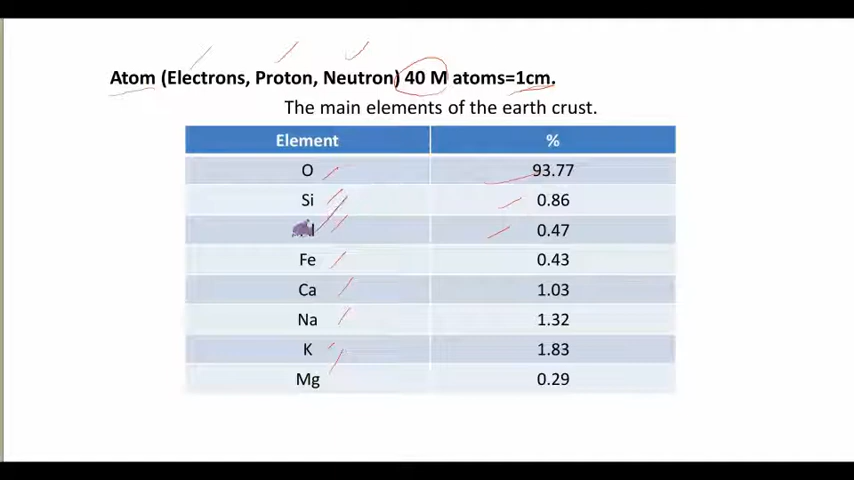 Atom (Electrons, Proton, Neutron) 40 M atoms=1cm.
The main elements of the earth crust.
Element %
O 93.77
Si 0.86
0.47
Fe 0.43
Ca 1.03
Na 1.32
K 1.83
Mg 0.29